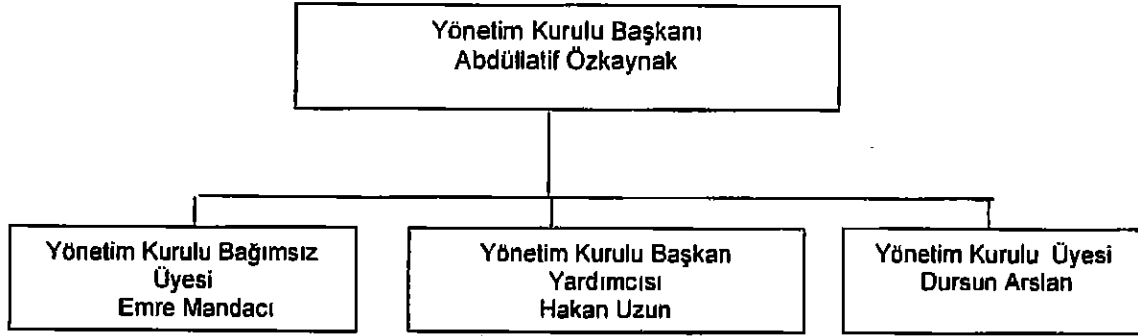 Yönetim Kurulu Başkanı
Abdüllatif Özkaynak
Yönetim Kurulu Bağımsız
Üyesi
Emre Mandacı
Yönetim Kurulu Başkan
Yardımcısı
Hakan Uzun
Yönetim Kurulu Üyesi
Dursun Arslan